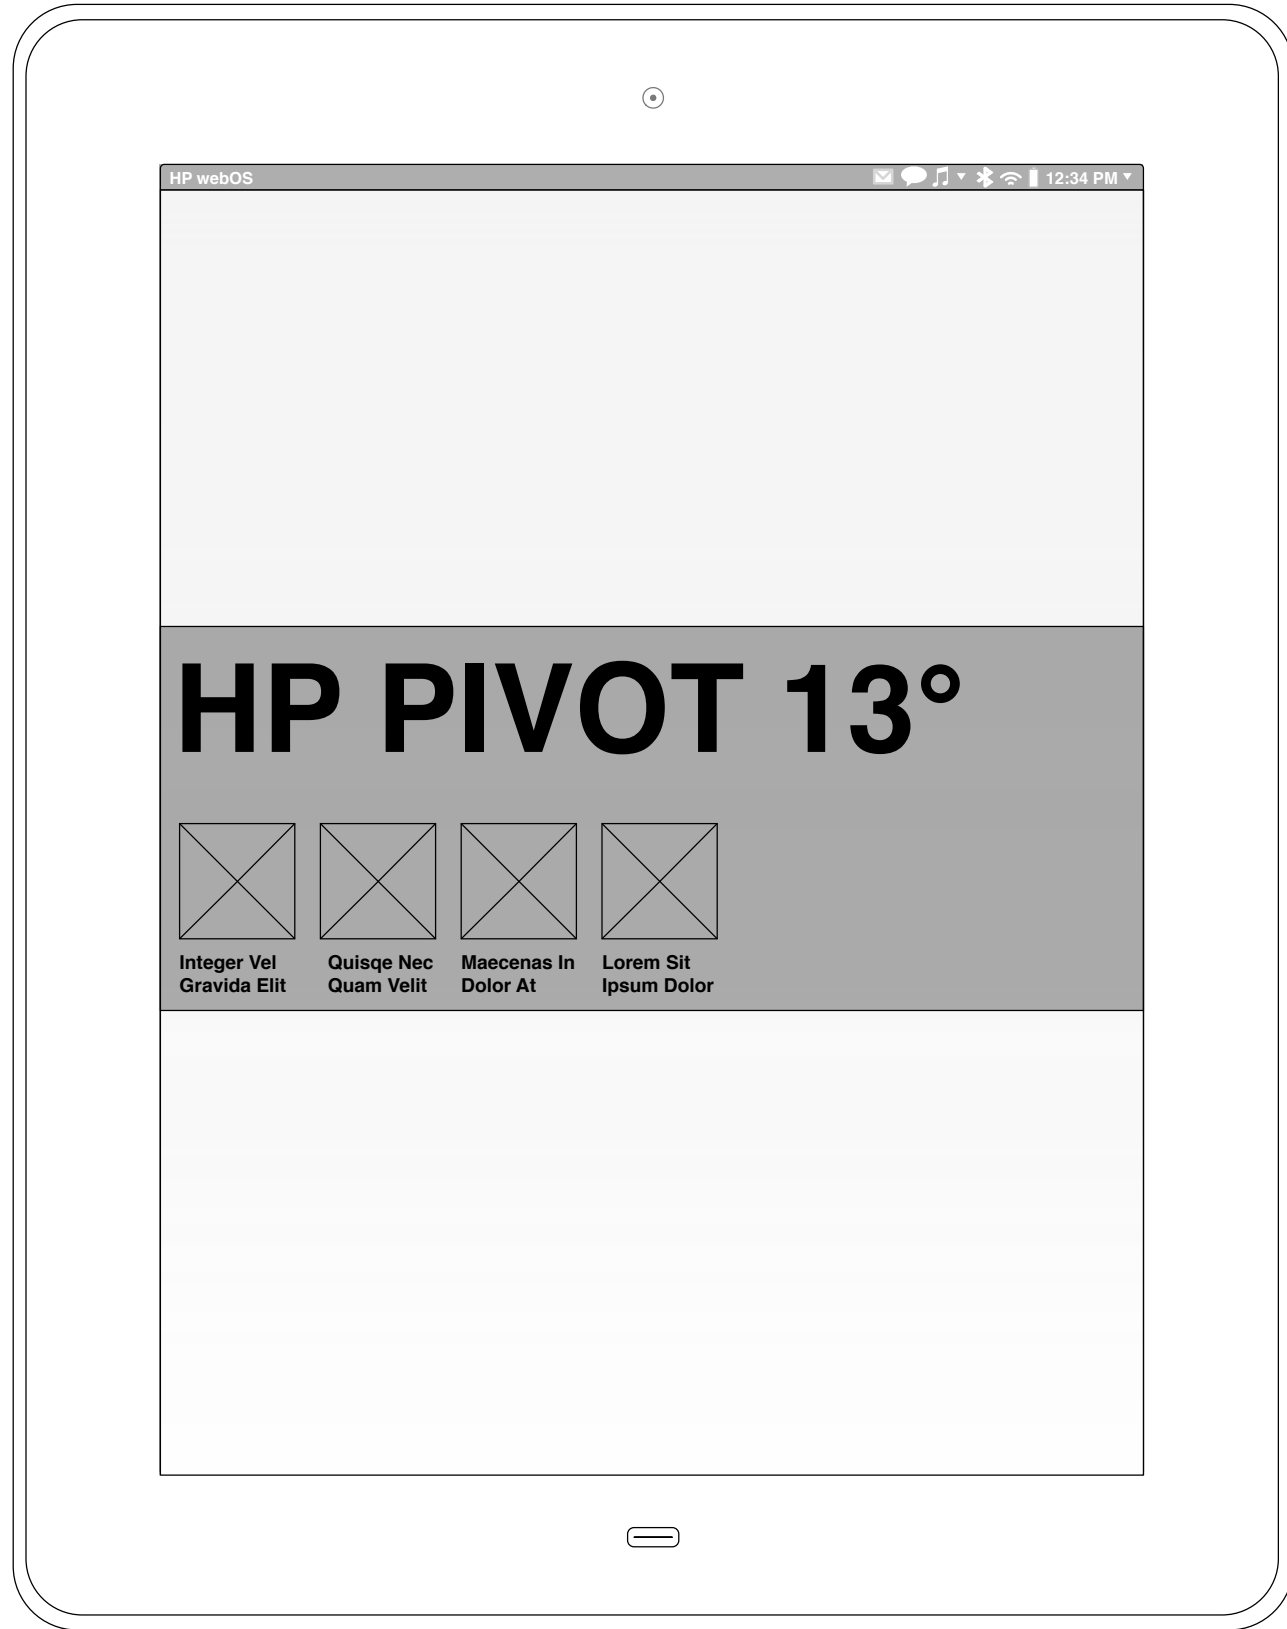 HP webOS
12:34 PM
HP PIVOT 13°
Integer Vel
Gravida Elit
Quisqe Nec
Quam Velit
Maecenas In
Dolor At
Lorem Sit
Ipsum Dolor